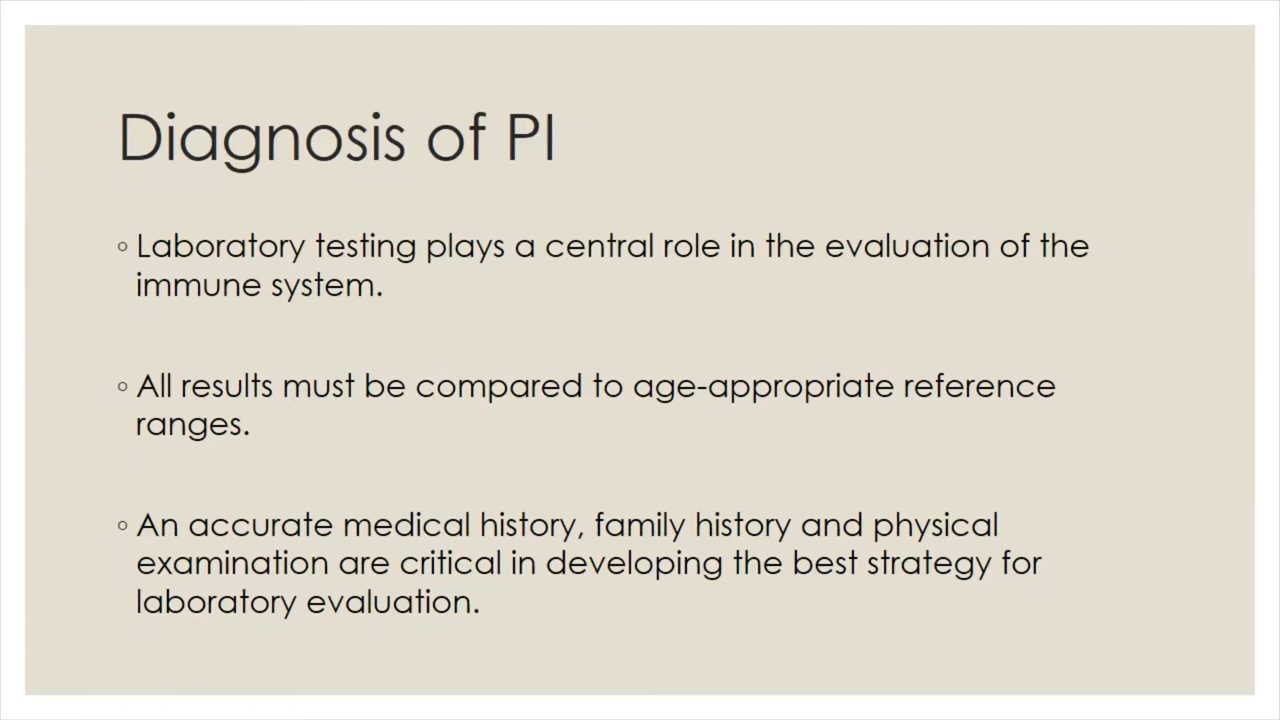 Diagnosis of PI
◦ Laboratory testing plays a central role in the evaluation of the
immune system.
◦ All results must be compared to age-appropriate reference
ranges.
◦ An accurate medical history, family history and physical
examination are critical in developing the best strategy for
laboratory evaluation.